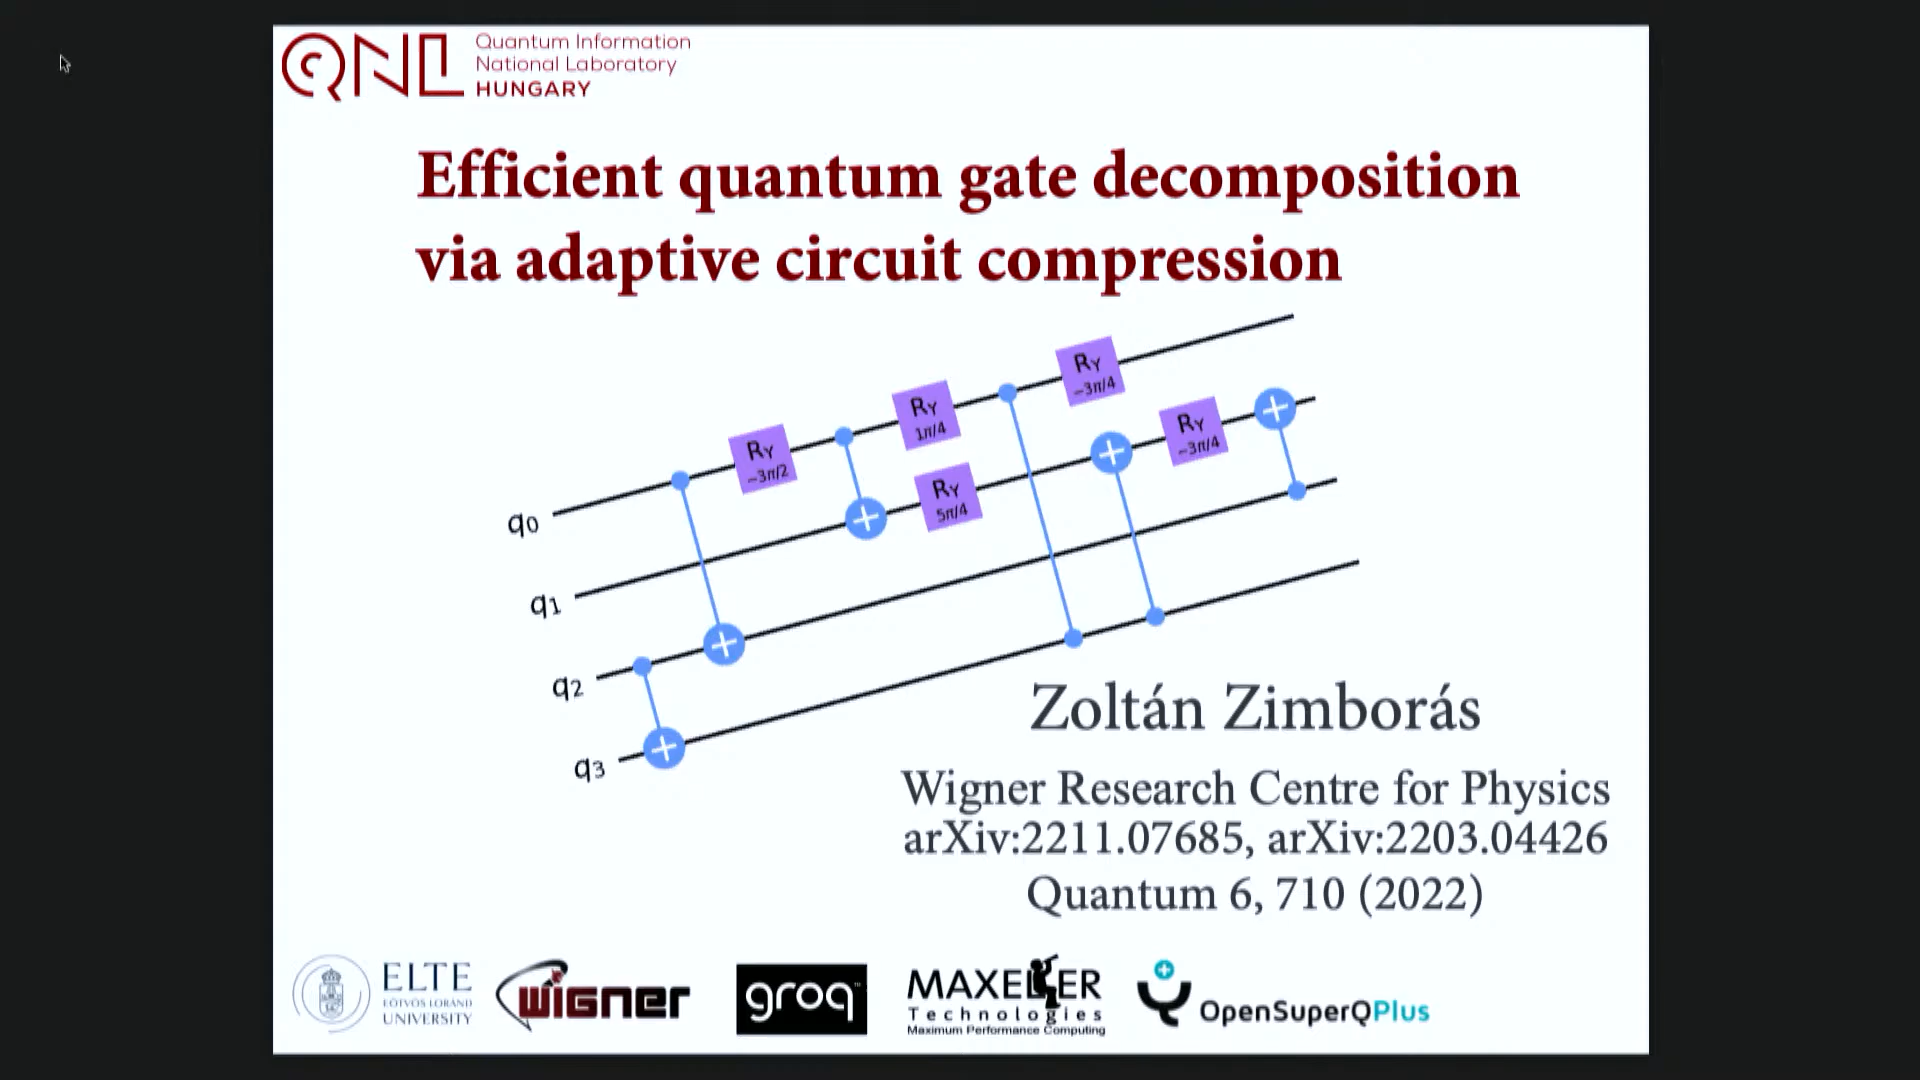 QNL
Quantum Information
National Laboratory
HUNGARY
Efficient quantum gate decomposition
via adaptive circuit compression
q0
q1
q2
q3
RY
−3π/2
RY
1π/4
RY
5π/4
RY
−3π/4
RY
−3π/4
Zoltán Zimborás
Wigner Research Centre for Physics
arXiv:2211.07685, arXiv:2203.04426
Quantum 6, 710 (2022)
ELTE
EÖTVÖS LORÁND
UNIVERSITY
wigner
groq™
MAXELER
Technologies
Maximum Performance Computing
OpenSuperQPlus